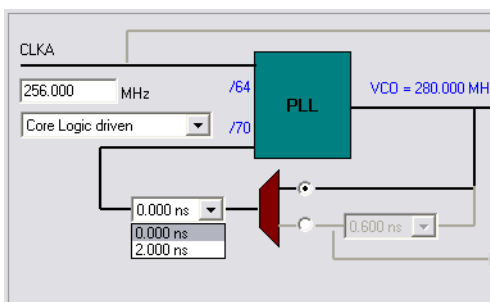 CLKA
256.000 MHz /64 PLL VCO = 280.000 MH
Core Logic driven /70
0.000 ns
0.000 ns
2.000 ns
0.600 ns